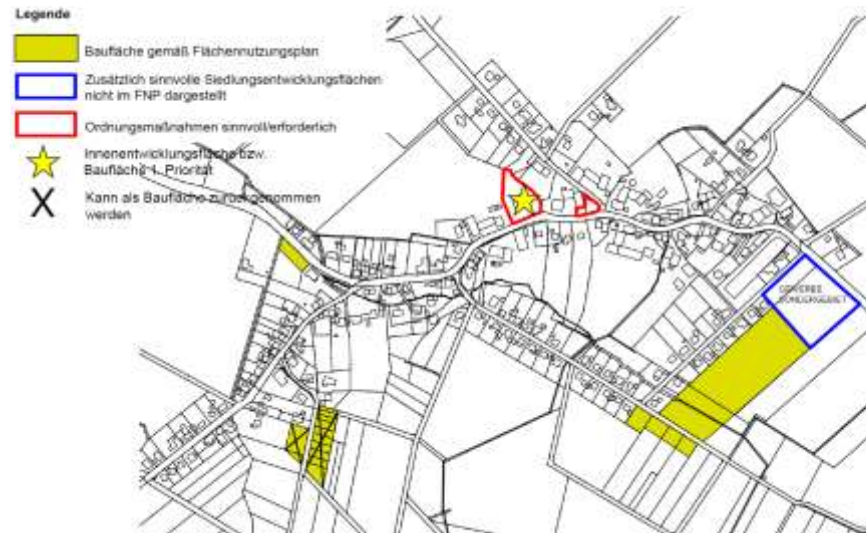 Legende
Baufläche gemäß Flächennutzungsplan
Zusätzlich sinnvolle Siedlungsentwicklungsflächen
nicht im FNP dargestellt
Ordnungsmaßnahmen sinnvoll/erforderlich
Innenentwicklungsfläche bzw.
Baufläche 1. Priorität
X Kann als Baufläche zurückgenommen
werden
GEWERBE
SONDERGEBIET